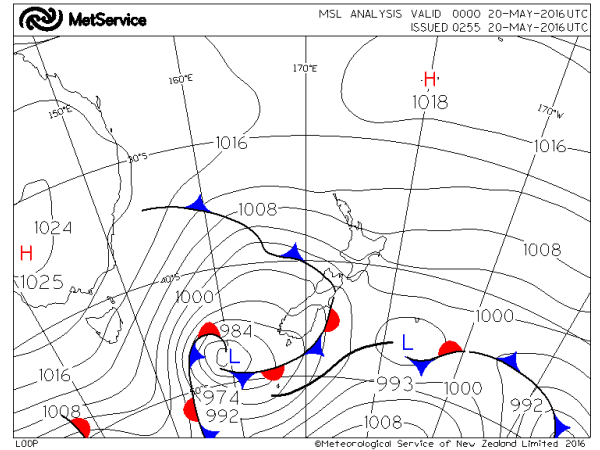 MetService
MSL ANALYSIS VALID 0000 20-MAY-2016UTC
ISSUED 0255 20-MAY-2016UTC
170°E
160°E
H
1018
150°E
170°W
1016
1016
30°S
1024
1008
H
1025
1008
40°S
1000
1000
984
L
L
1016
974
993
1000
992
1008
992
1008
LOOP
©Meteorological Service of New Zealand Limited 2016